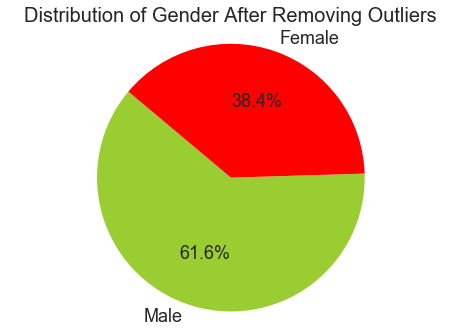 Distribution of Gender After Removing Outliers
Female
38.4%
61.6%
Male